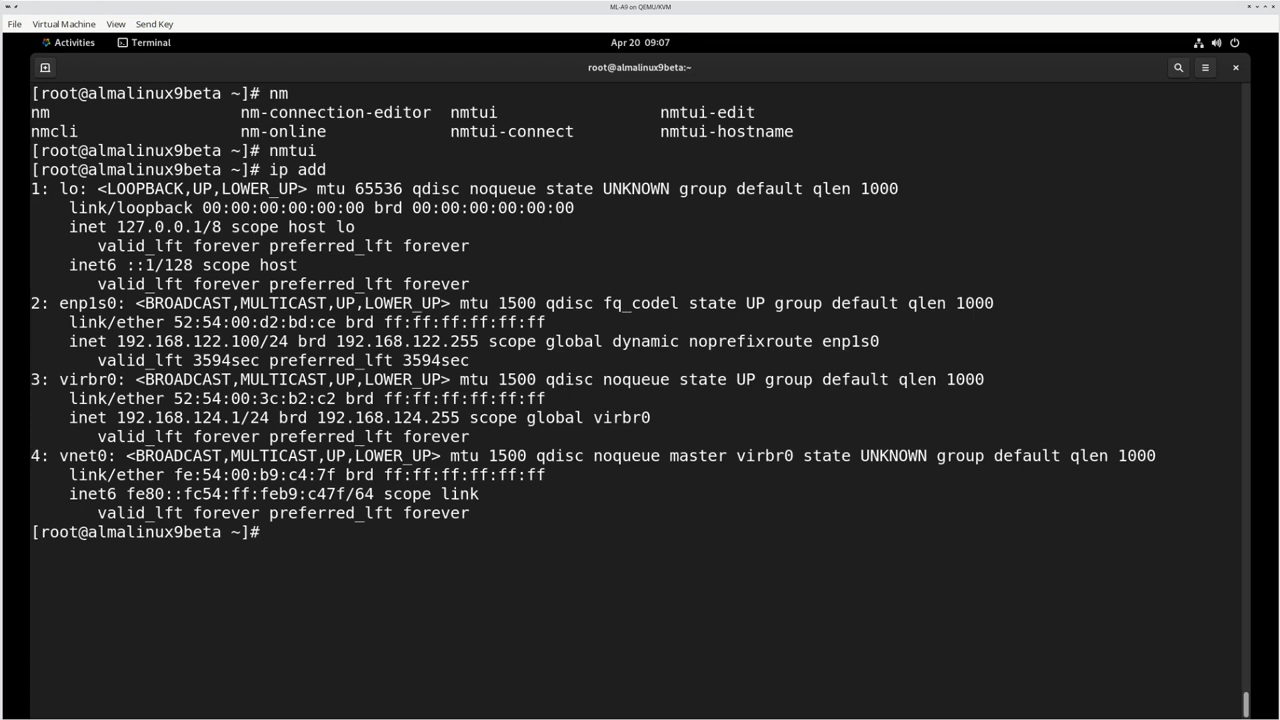 ML-A9 on QEMU/KVM
File Virtual Machine View Send Key
Activities Terminal Apr 20 09:07
root@almalinux9beta:~
[root@almalinux9beta ~]# nm
nm nm-connection-editor nmtui nmtui-edit
nmcli nm-online nmtui-connect nmtui-hostname
[root@almalinux9beta ~]# nmtui
[root@almalinux9beta ~]# ip add
1: lo: <LOOPBACK,UP,LOWER_UP> mtu 65536 qdisc noqueue state UNKNOWN group default qlen 1000
    link/loopback 00:00:00:00:00:00 brd 00:00:00:00:00:00
    inet 127.0.0.1/8 scope host lo
       valid_lft forever preferred_lft forever
    inet6 ::1/128 scope host
       valid_lft forever preferred_lft forever
2: enp1s0: <BROADCAST,MULTICAST,UP,LOWER_UP> mtu 1500 qdisc fq_codel state UP group default qlen 1000
    link/ether 52:54:00:d2:bd:ce brd ff:ff:ff:ff:ff:ff
    inet 192.168.122.100/24 brd 192.168.122.255 scope global dynamic noprefixroute enp1s0
       valid_lft 3594sec preferred_lft 3594sec
3: virbr0: <BROADCAST,MULTICAST,UP,LOWER_UP> mtu 1500 qdisc noqueue state UP group default qlen 1000
    link/ether 52:54:00:3c:b2:c2 brd ff:ff:ff:ff:ff:ff
    inet 192.168.124.1/24 brd 192.168.124.255 scope global virbr0
       valid_lft forever preferred_lft forever
4: vnet0: <BROADCAST,MULTICAST,UP,LOWER_UP> mtu 1500 qdisc noqueue master virbr0 state UNKNOWN group default qlen 1000
    link/ether fe:54:00:b9:c4:7f brd ff:ff:ff:ff:ff:ff
    inet6 fe80::fc54:ff:feb9:c47f/64 scope link
       valid_lft forever preferred_lft forever
[root@almalinux9beta ~]#